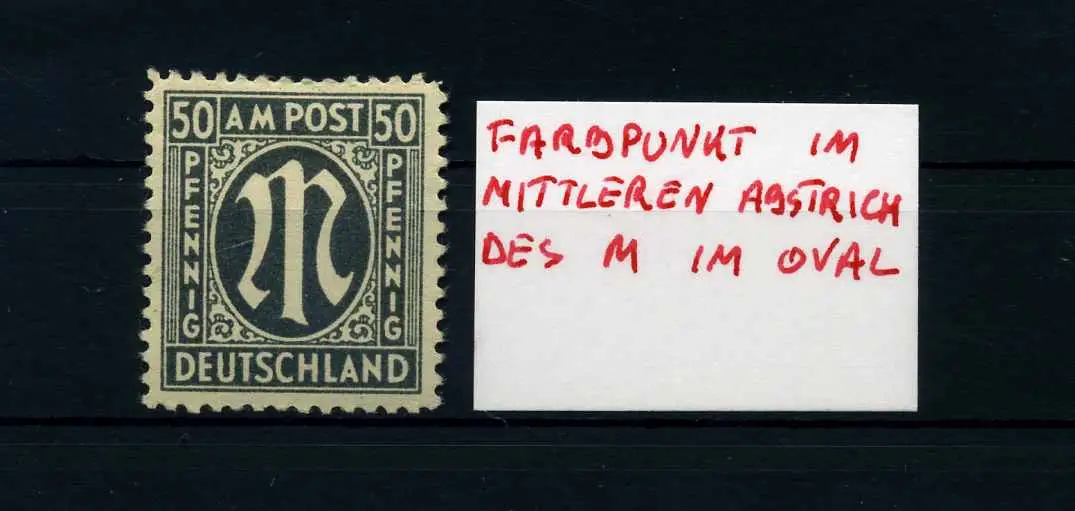 50 AM POST 50
PFENNIG
M
PFENNIG
DEUTSCHLAND
FARBPUNKT IM
MITTLEREN ABSTRICH
DES M IM OVAL